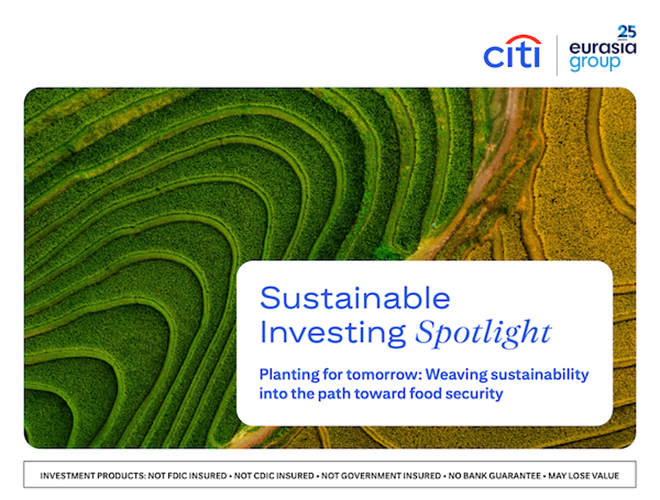 citi
25
eurasia
group
Sustainable
Investing Spotlight
Planting for tomorrow: Weaving sustainability
into the path toward food security
INVESTMENT PRODUCTS: NOT FDIC INSURED • NOT CDIC INSURED • NOT GOVERNMENT INSURED • NO BANK GUARANTEE • MAY LOSE VALUE